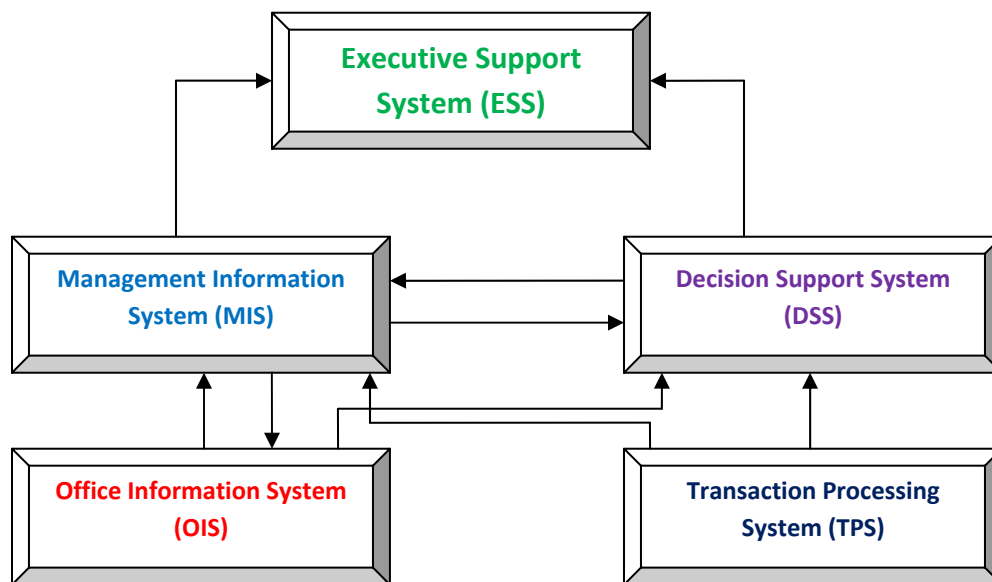 Executive Support
System (ESS)
Management Information
System (MIS)
Decision Support System
(DSS)
Office Information System
(OIS)
Transaction Processing
System (TPS)